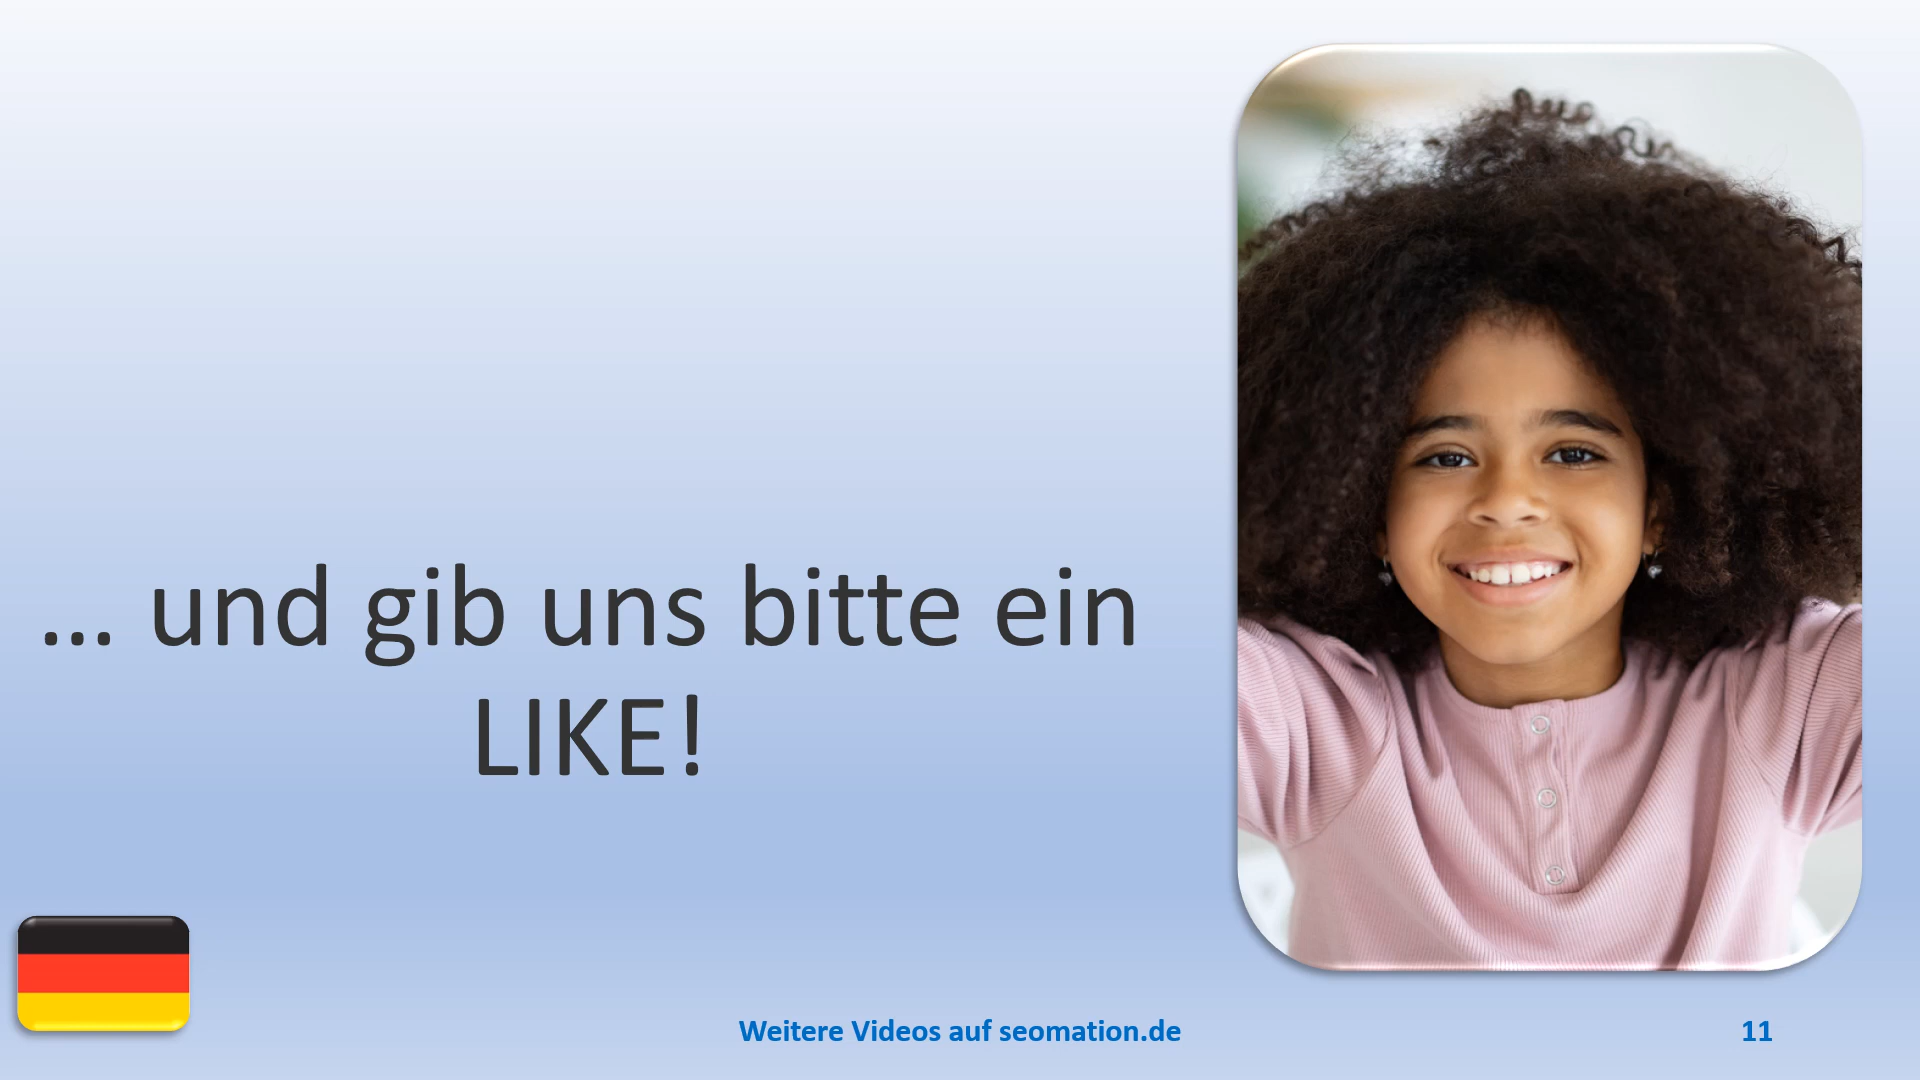 ... und gib uns bitte ein
LIKE!
Weitere Videos auf seomation.de
11